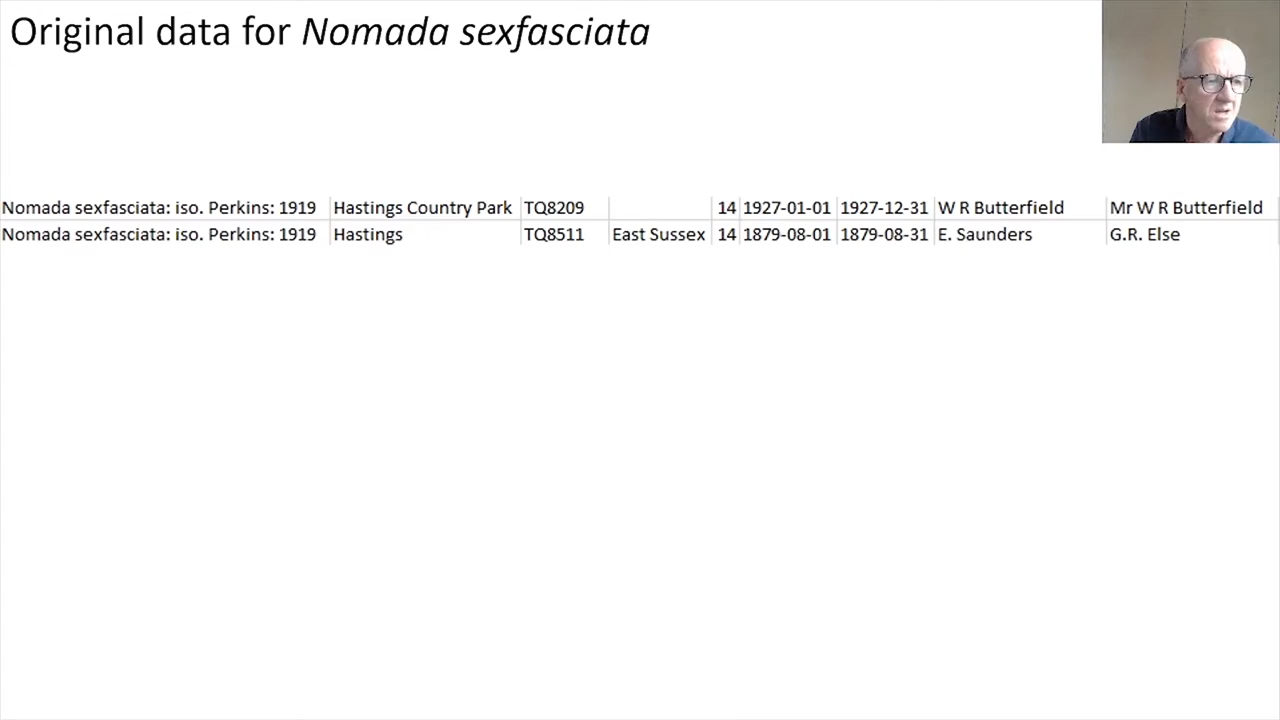 Original data for Nomada sexfasciata
Nomada sexfasciata: iso. Perkins: 1919 Hastings Country Park TQ8209 14 1927-01-01 1927-12-31 W R Butterfield Mr W R Butterfield
Nomada sexfasciata: iso. Perkins: 1919 Hastings TQ8511 East Sussex 14 1879-08-01 1879-08-31 E. Saunders G.R. Else